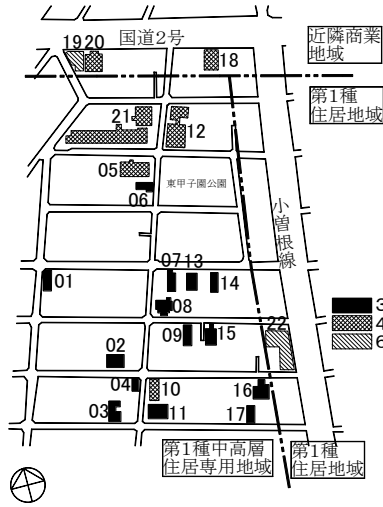 1920
国道2号
18
近隣商業
地域
第1種
住居地域
21
12
05
06
東甲子園公園
小曽根線
01
0713
14
08
3
4
6
09
15
22
02
04
10
16
03
11
17
第1種中高層
住居専用地域
第1種
住居地域